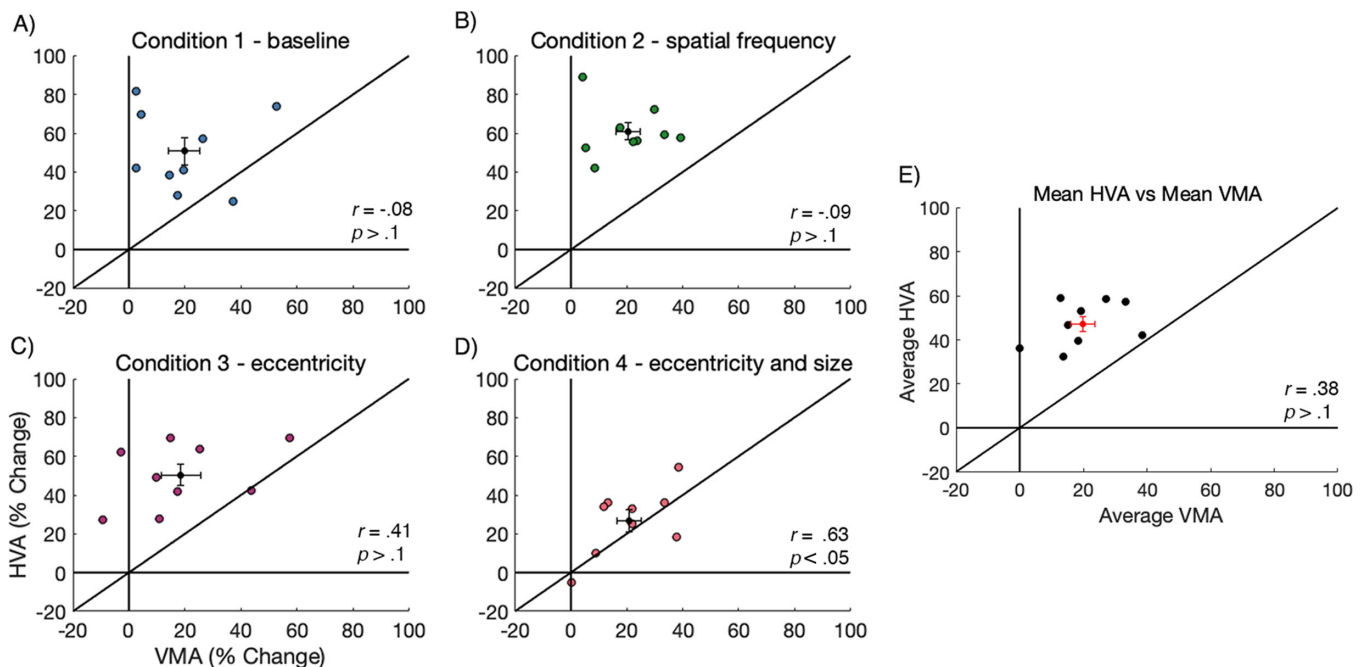 A)
Condition 1 - baseline
100
80
60
40
20
0
-20
-20 0 20 40 60 80 100
r = -.08
p > .1
B)
Condition 2 - spatial frequency
100
80
60
40
20
0
-20
-20 0 20 40 60 80 100
r = -.09
p > .1
C)
Condition 3 - eccentricity
HVA (% Change)
100
80
60
40
20
0
-20
-20 0 20 40 60 80 100
VMA (% Change)
r = .41
p > .1
D)
Condition 4 - eccentricity and size
100
80
60
40
20
0
-20
-20 0 20 40 60 80 100
r = .63
p < .05
E)
Mean HVA vs Mean VMA
Average HVA
100
80
60
40
20
0
-20
-20 0 20 40 60 80 100
Average VMA
r = .38
p > .1